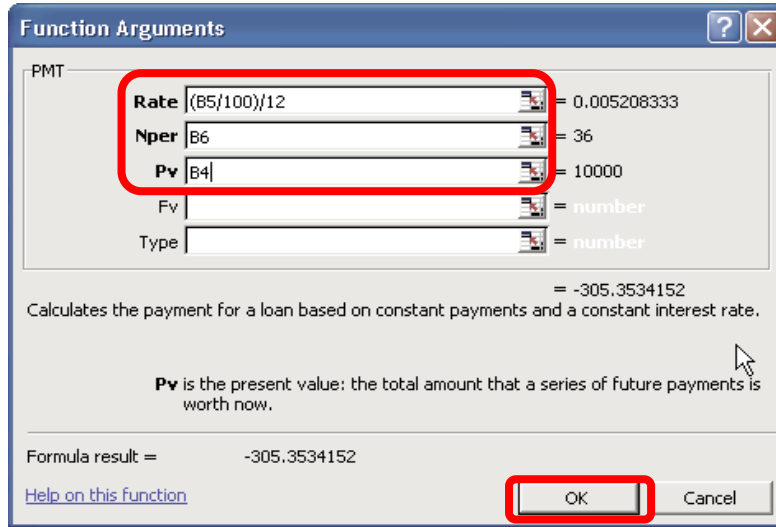 Function Arguments
PMT
Rate (B5/100)/12 = 0.005208333
Nper B6 = 36
Pv B4 = 10000
Fv = number
Type = number
= -305.3534152
Calculates the payment for a loan based on constant payments and a constant interest rate.
Pv is the present value: the total amount that a series of future payments is
worth now.
Formula result = -305.3534152
Help on this function OK Cancel